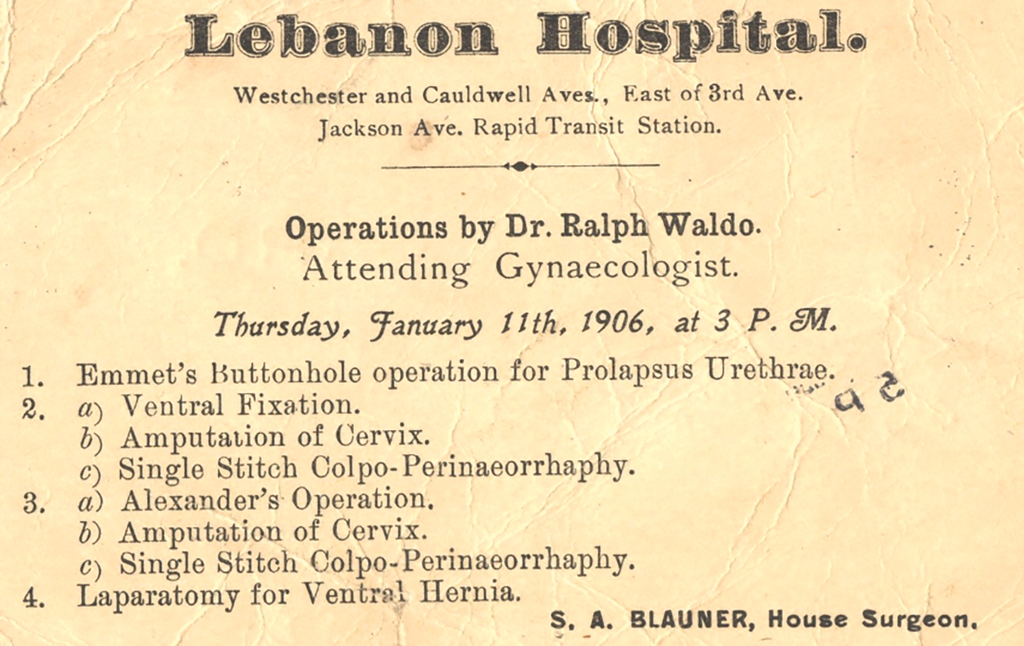 Lebanon Hospital.
Westchester and Cauldwell Aves., East of 3rd Ave.
Jackson Ave. Rapid Transit Station.
Operations by Dr. Ralph Waldo.
Attending Gynaecologist.
Thursday, January 11th, 1906, at 3 P. M.
1. Emmet's Buttonhole operation for Prolapsus Urethrae.
2. a) Ventral Fixation.
b) Amputation of Cervix.
c) Single Stitch Colpo-Perinaeorrhaphy.
3. a) Alexander's Operation.
b) Amputation of Cervix.
c) Single Stitch Colpo-Perinaeorrhaphy.
4. Laparatomy for Ventral Hernia.
S. A. BLAUNER, House Surgeon.